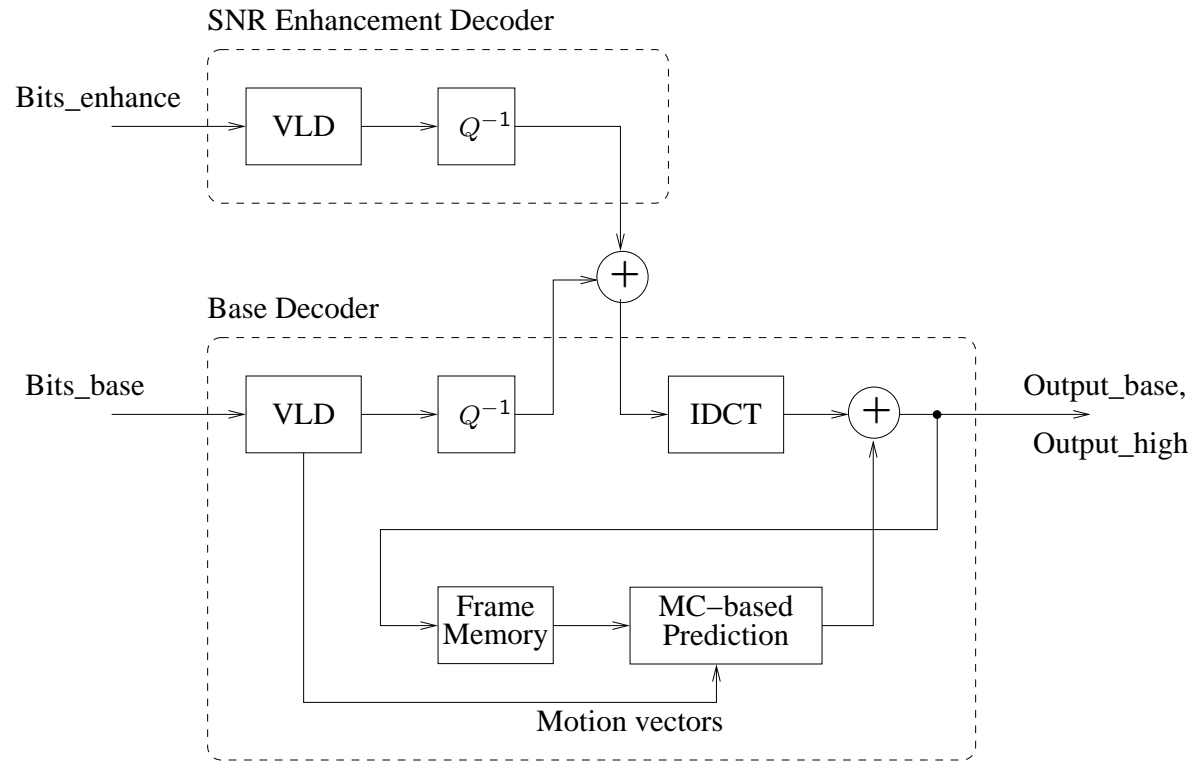 SNR Enhancement Decoder
Bits_enhance
VLD
Q⁻¹
+
Base Decoder
Bits_base
VLD
Q⁻¹
IDCT
+
Output_base,
Output_high
Frame
Memory
MC−based
Prediction
Motion vectors